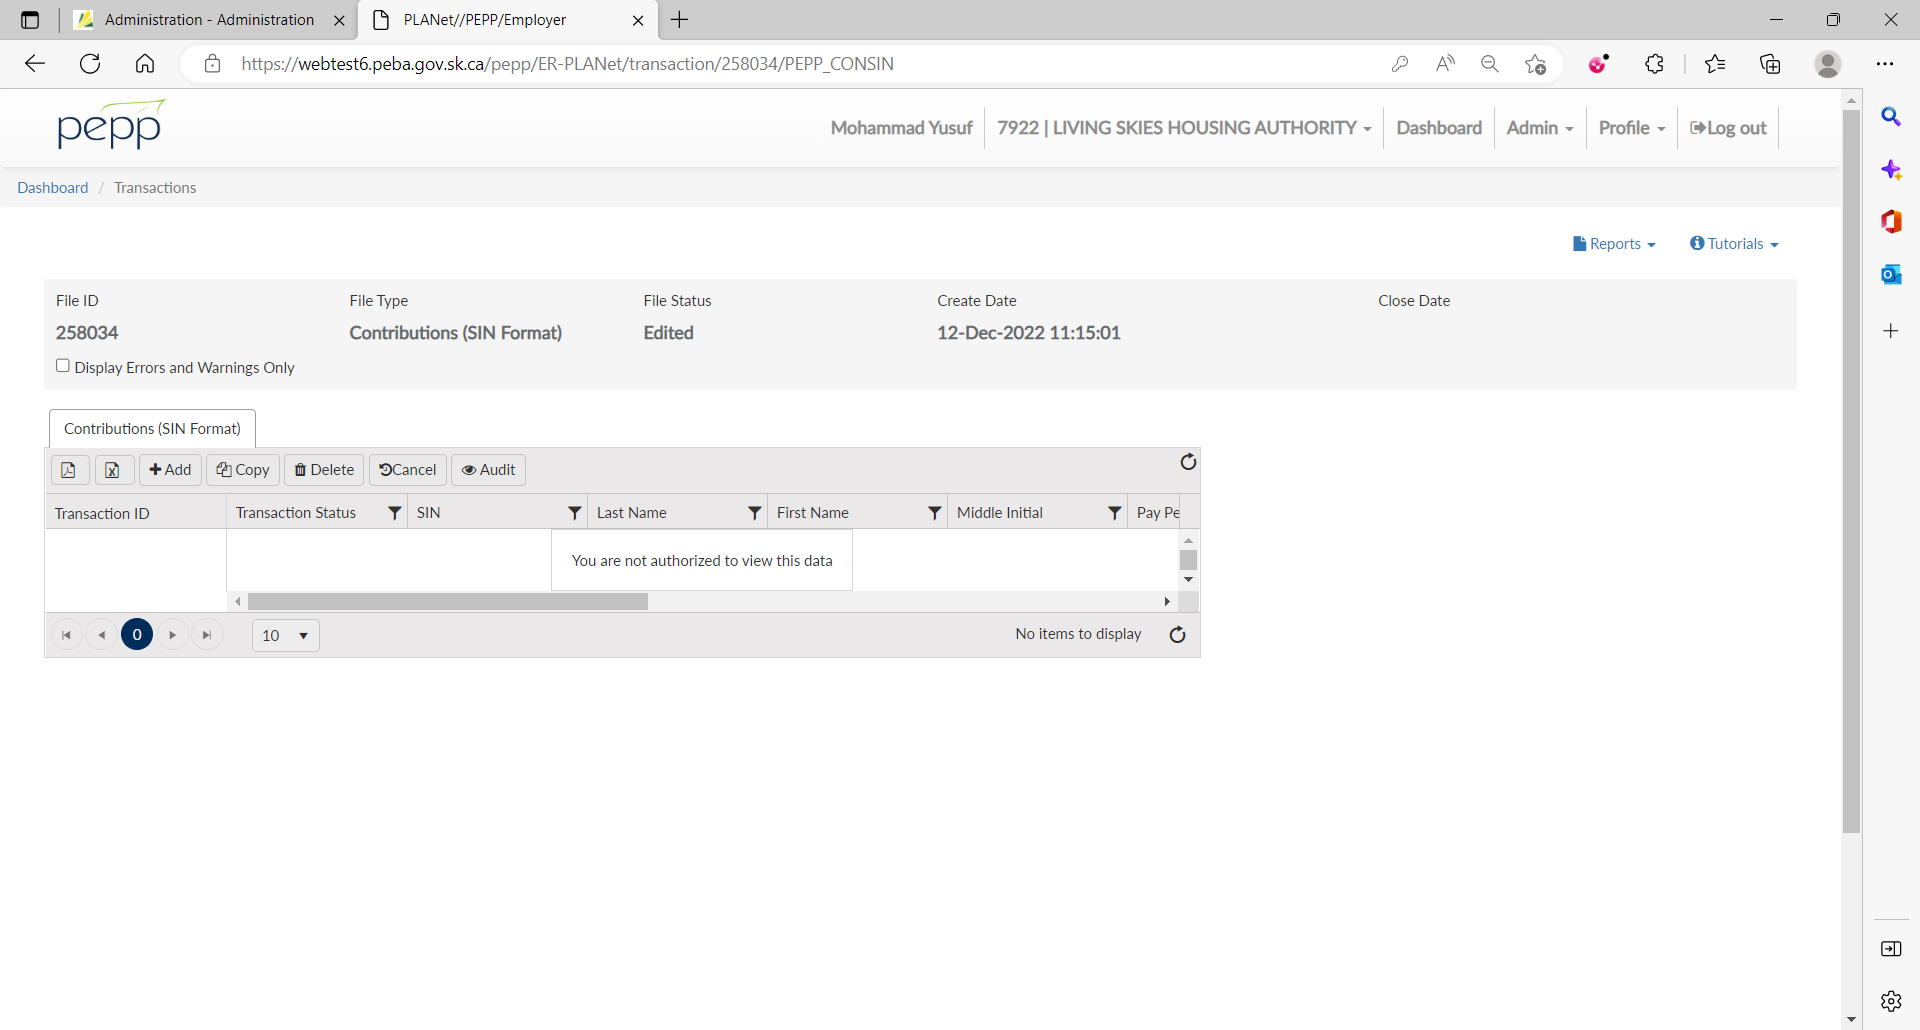 Administration - Administration
PLANet//PEPP/Employer
https://webtest6.peba.gov.sk.ca/pepp/ER-PLANet/transaction/258034/PEPP_CONSIN
pepp
Mohammad Yusuf
7922 | LIVING SKIES HOUSING AUTHORITY
Dashboard
Admin
Profile
Log out
Dashboard / Transactions
Reports
Tutorials
File ID
File Type
File Status
Create Date
Close Date
258034
Contributions (SIN Format)
Edited
12-Dec-2022 11:15:01
Display Errors and Warnings Only
Contributions (SIN Format)
Add
Copy
Delete
Cancel
Audit
Transaction ID
Transaction Status
SIN
Last Name
First Name
Middle Initial
Pay Pe
You are not authorized to view this data
0
10
No items to display